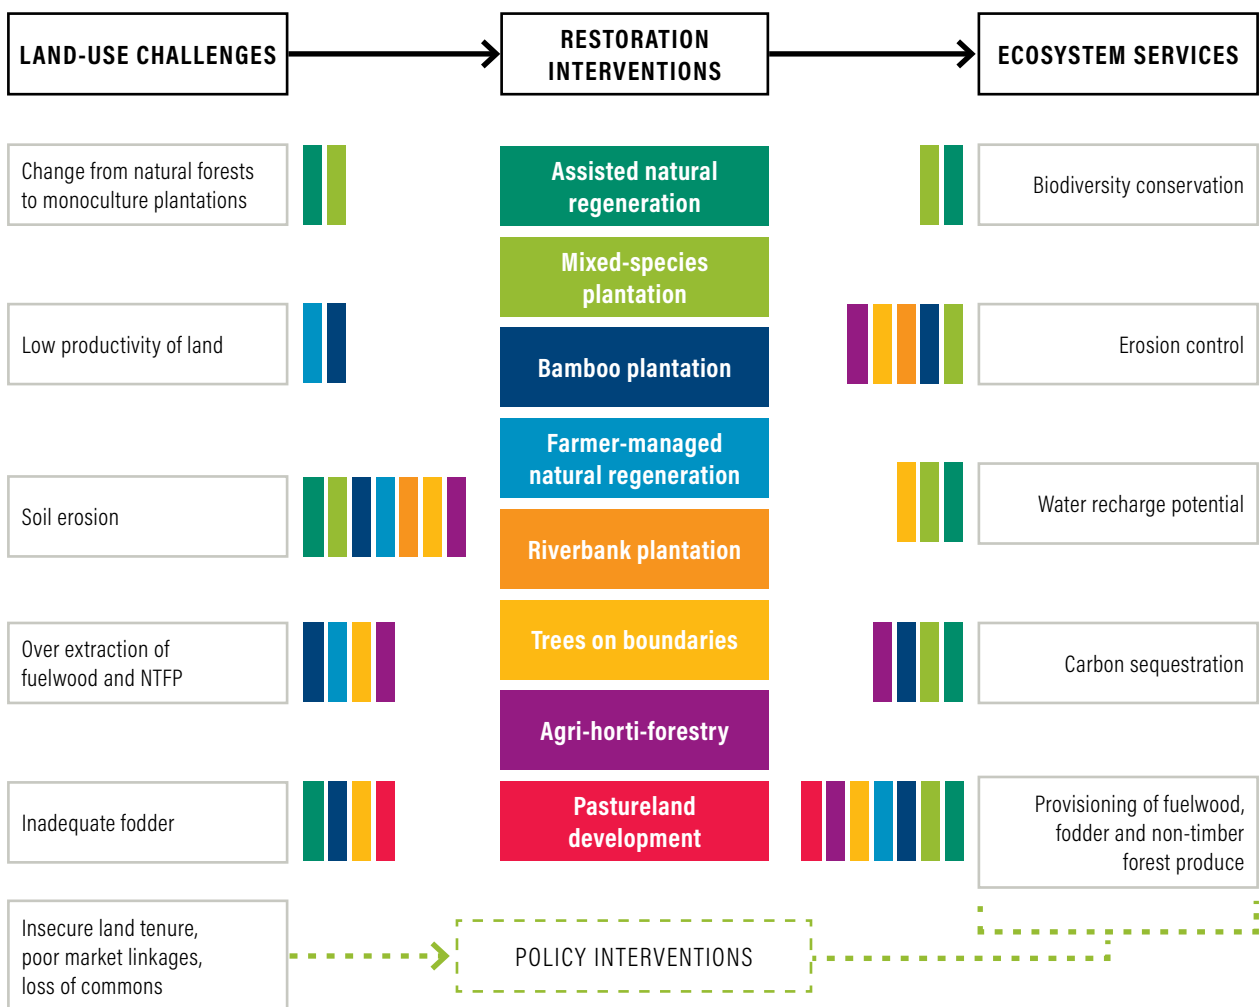 LAND-USE CHALLENGES
RESTORATION
INTERVENTIONS
ECOSYSTEM SERVICES
Change from natural forests
to monoculture plantations
Low productivity of land
Soil erosion
Over extraction of
fuelwood and NTFP
Inadequate fodder
Insecure land tenure,
poor market linkages,
loss of commons
Assisted natural
regeneration
Mixed-species
plantation
Bamboo plantation
Farmer-managed
natural regeneration
Riverbank plantation
Trees on boundaries
Agri-horti-forestry
Pastureland
development
POLICY INTERVENTIONS
Biodiversity conservation
Erosion control
Water recharge potential
Carbon sequestration
Provisioning of fuelwood,
fodder and non-timber
forest produce